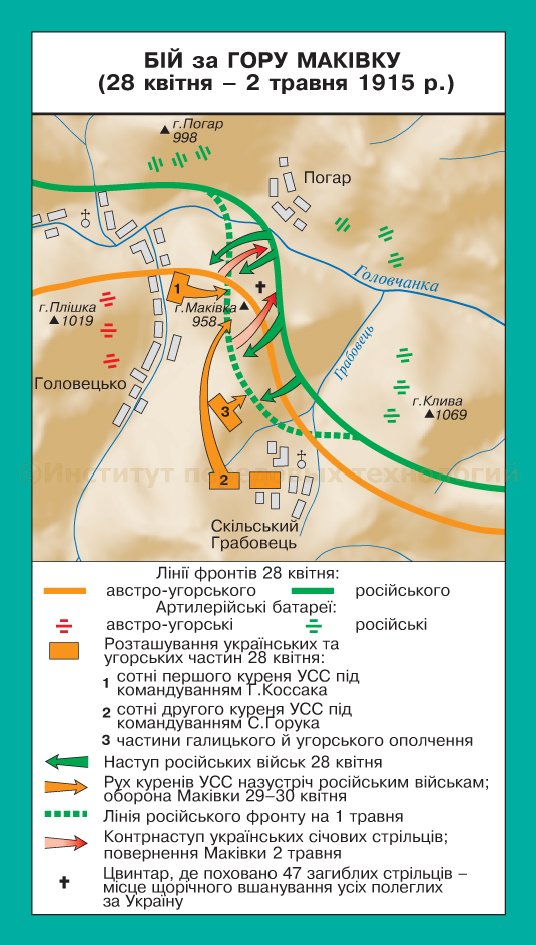 БІЙ за ГОРУ МАКІВКУ
(28 квітня – 2 травня 1915 р.)
г.Погар
998
Погар
Головчанка
1
г.Маківка
958
г.Плішка
1019
Головецько
Грабовець
г.Клива
1069
3
2
©Институт передовых технологий
Скільський
Грабовець
Лінії фронтів 28 квітня:
австро-угорського російського
Артилерійські батареї:
австро-угорські російські
Розташування українських та
угорських частин 28 квітня:
1 сотні першого куреня УСС під
командуванням Г.Коссака
2 сотні другого куреня УСС під
командуванням С.Горука
3 частини галицького й угорського ополчення
Наступ російських військ 28 квітня
Рух куренів УСС назустріч російським військам;
оборона Маківки 29–30 квітня
Лінія російського фронту на 1 травня
Контрнаступ українських січових стрільців;
повернення Маківки 2 травня
Цвинтар, де поховано 47 загиблих стрільців –
місце щорічного вшанування усіх полеглих
за Україну